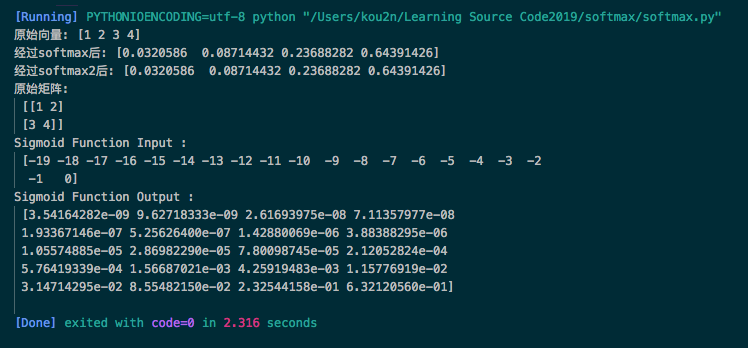 [Running] PYTHONIOENCODING=utf-8 python "/Users/kou2n/Learning Source Code2019/softmax/softmax.py"
原始向量: [1 2 3 4]
经过softmax后: [0.0320586  0.08714432 0.23688282 0.64391426]
经过softmax2后: [0.0320586  0.08714432 0.23688282 0.64391426]
原始矩阵:
[[1 2]
[3 4]]
Sigmoid Function Input :
[-19 -18 -17 -16 -15 -14 -13 -12 -11 -10  -9  -8  -7  -6  -5  -4  -3  -2
-1   0]
Sigmoid Function Output :
[3.54164282e-09 9.62718333e-09 2.61693975e-08 7.11357977e-08
1.93367146e-07 5.25626400e-07 1.42880069e-06 3.88388295e-06
1.05574885e-05 2.86982290e-05 7.80098745e-05 2.12052824e-04
5.76419339e-04 1.56687021e-03 4.25919483e-03 1.15776919e-02
3.14714295e-02 8.55482150e-02 2.32544158e-01 6.32120560e-01]
[Done] exited with code=0 in 2.316 seconds